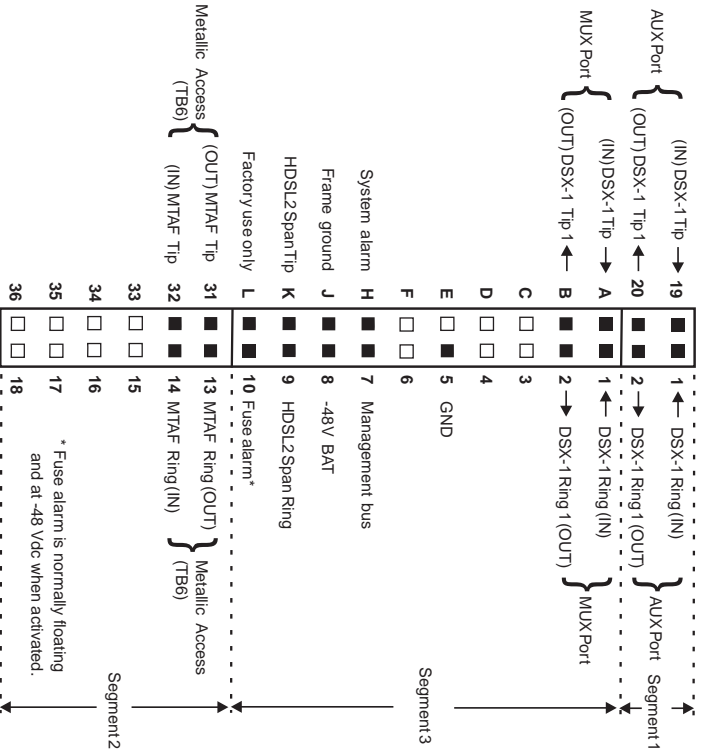 (IN) DSX-1 Tip → 19 1 ← DSX-1 Ring (IN)
AUX Port AUX Port Segment 1
(OUT) DSX-1 Tip 1 ← 20 2 → DSX-1 Ring 1 (OUT)
(IN) DSX-1 Tip → A 1 ← DSX-1 Ring (IN)
MUX Port MUX Port
(OUT) DSX-1 Tip 1 ← B 2 → DSX-1 Ring 1 (OUT)
C 3
D 4
E 5 GND
F 6
Segment 3
System alarm H 7 Management bus
Frame ground J 8 -48V BAT
HDSL2 Span Tip K 9 HDSL2 Span Ring
Factory use only L 10 Fuse alarm*
(OUT) MTAF Tip 31 13 MTAF Ring (OUT)
Metallic Access Metallic Access
(TB6) (TB6)
(IN) MTAF Tip 32 14 MTAF Ring (IN)
33 15
Segment 2
34 16
35 17
36 18
* Fuse alarm is normally floating
and at -48 Vdc when activated.